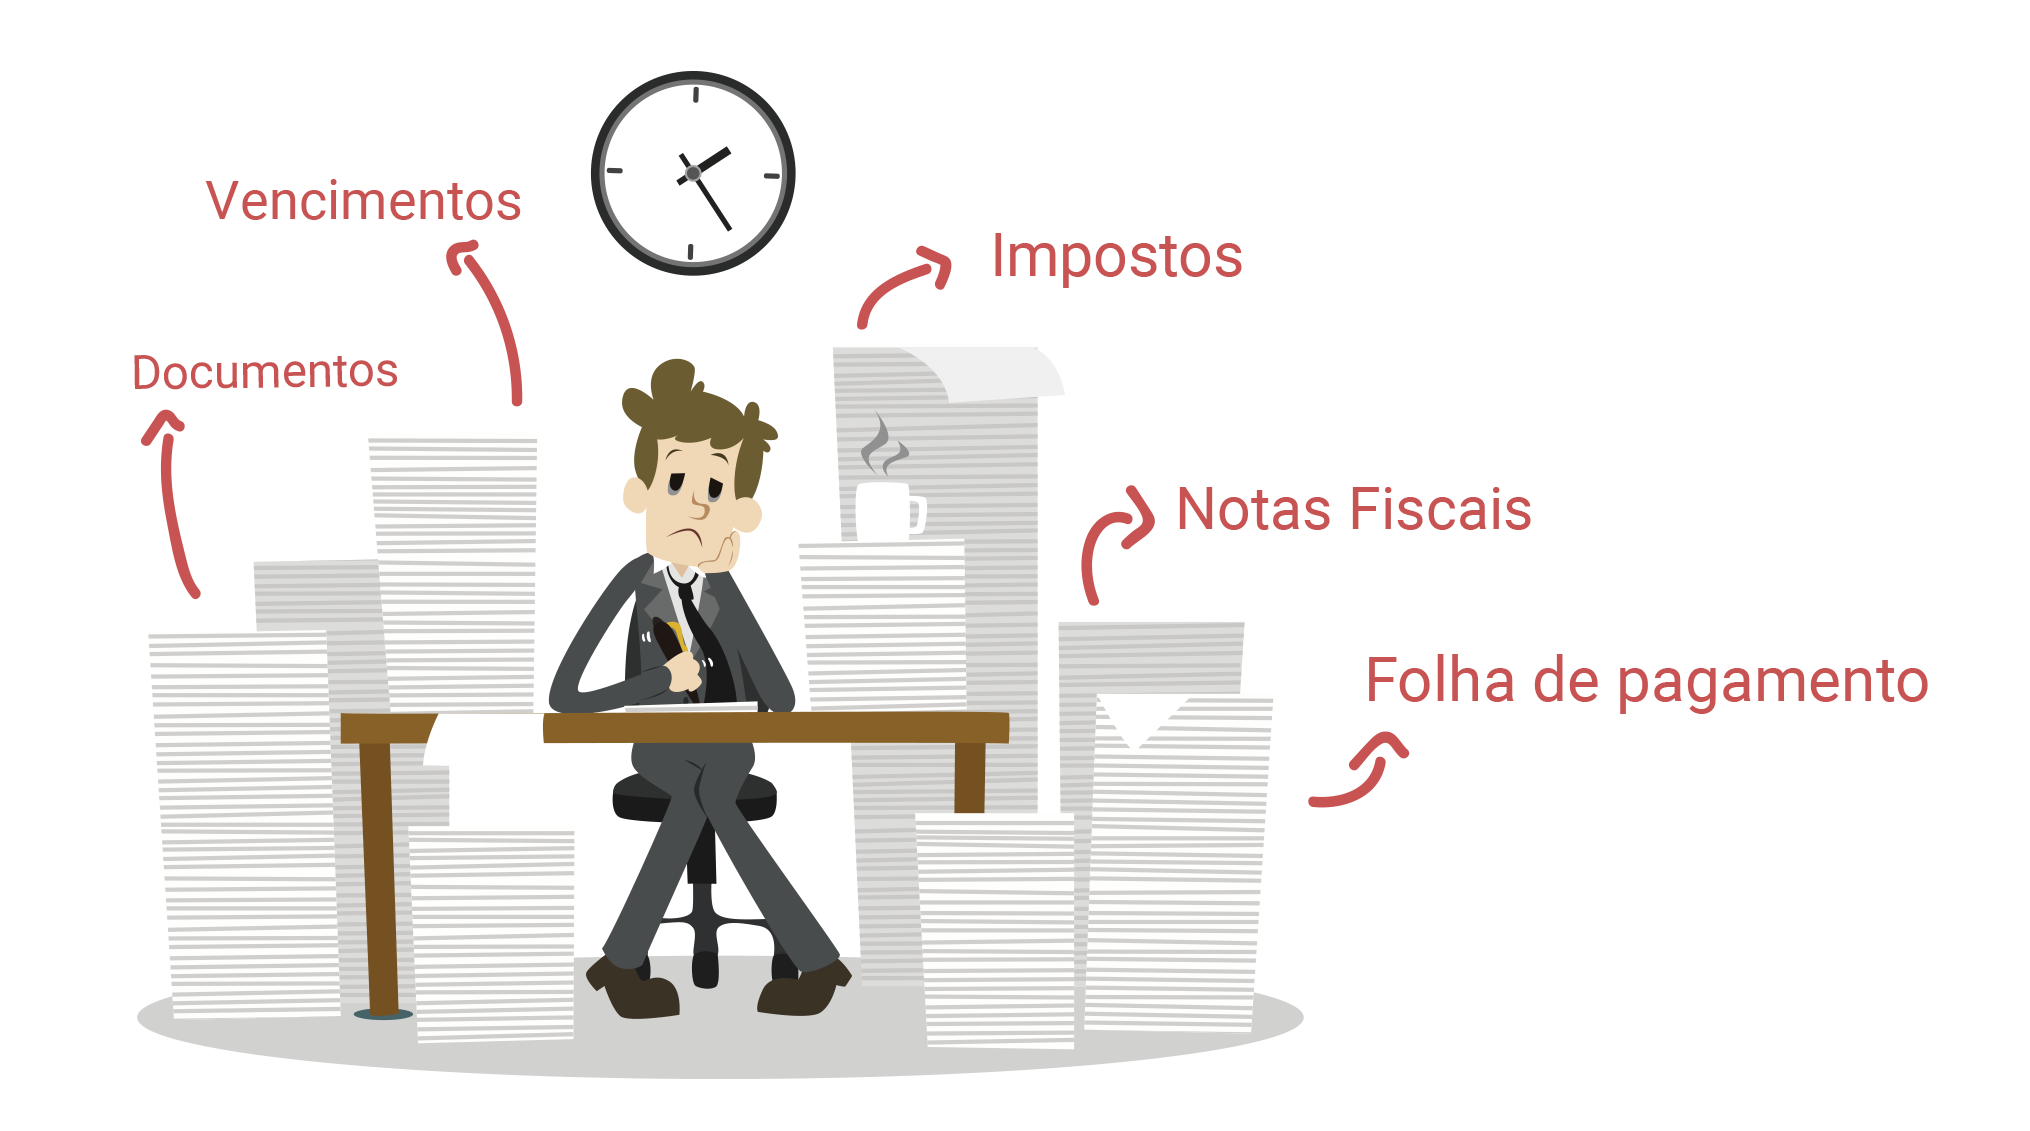 Vencimentos
Impostos
Documentos
Notas Fiscais
Folha de pagamento